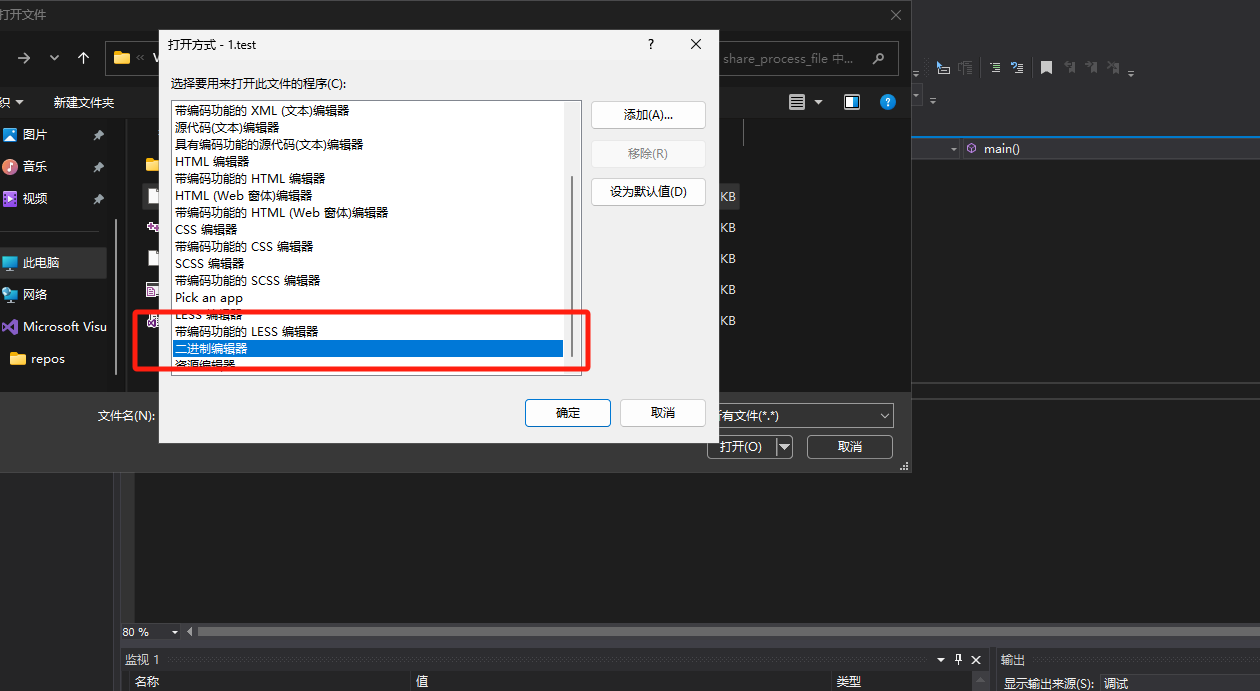 打开文件
打开方式 - 1.test
?
选择要用来打开此文件的程序(C):
share_process_file 中...
带编码功能的 XML (文本)编辑器
源代码(文本)编辑器
具有编码功能的源代码(文本)编辑器
HTML 编辑器
带编码功能的 HTML 编辑器
HTML (Web 窗体)编辑器
带编码功能的 HTML (Web 窗体)编辑器
CSS 编辑器
带编码功能的 CSS 编辑器
SCSS 编辑器
带编码功能的 SCSS 编辑器
Pick an app
LESS 编辑器
带编码功能的 LESS 编辑器
二进制编辑器
资源编辑器
添加(A)...
移除(R)
设为默认值(D)
确定
取消
织
新建文件夹
图片
音乐
视频
此电脑
网络
Microsoft Visu
repos
KB
KB
KB
KB
KB
文件名(N):
所有文件(*.*)
打开(O)
取消
main()
80 %
监视 1
名称
值
类型
输出
显示输出来源(S):
调试